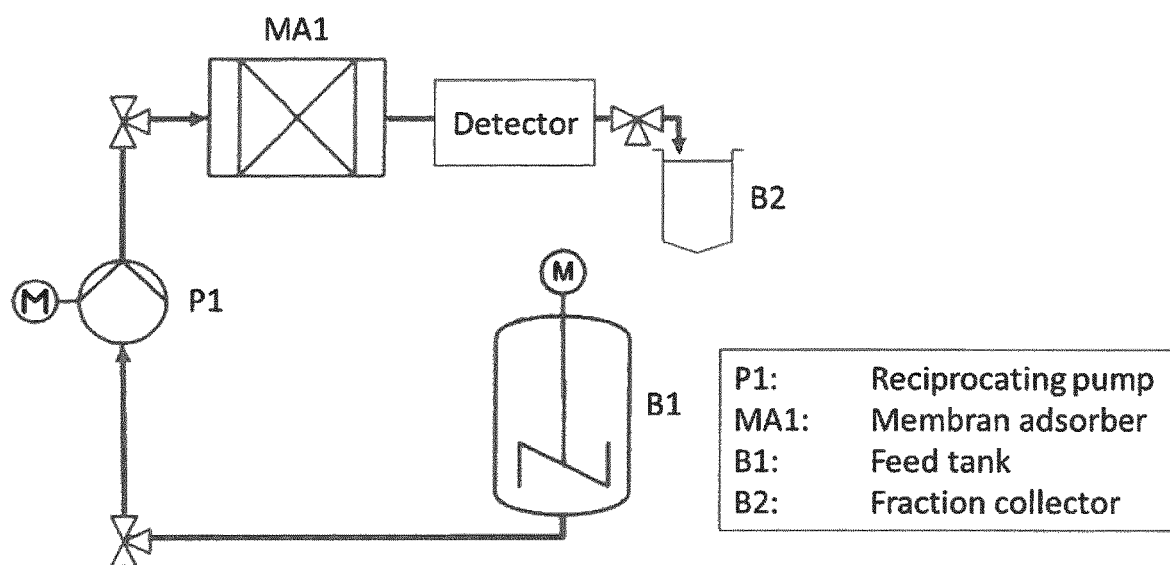 MA1
Detector
B2
M
P1
M
B1
P1: Reciprocating pump
MA1: Membran adsorber
B1: Feed tank
B2: Fraction collector